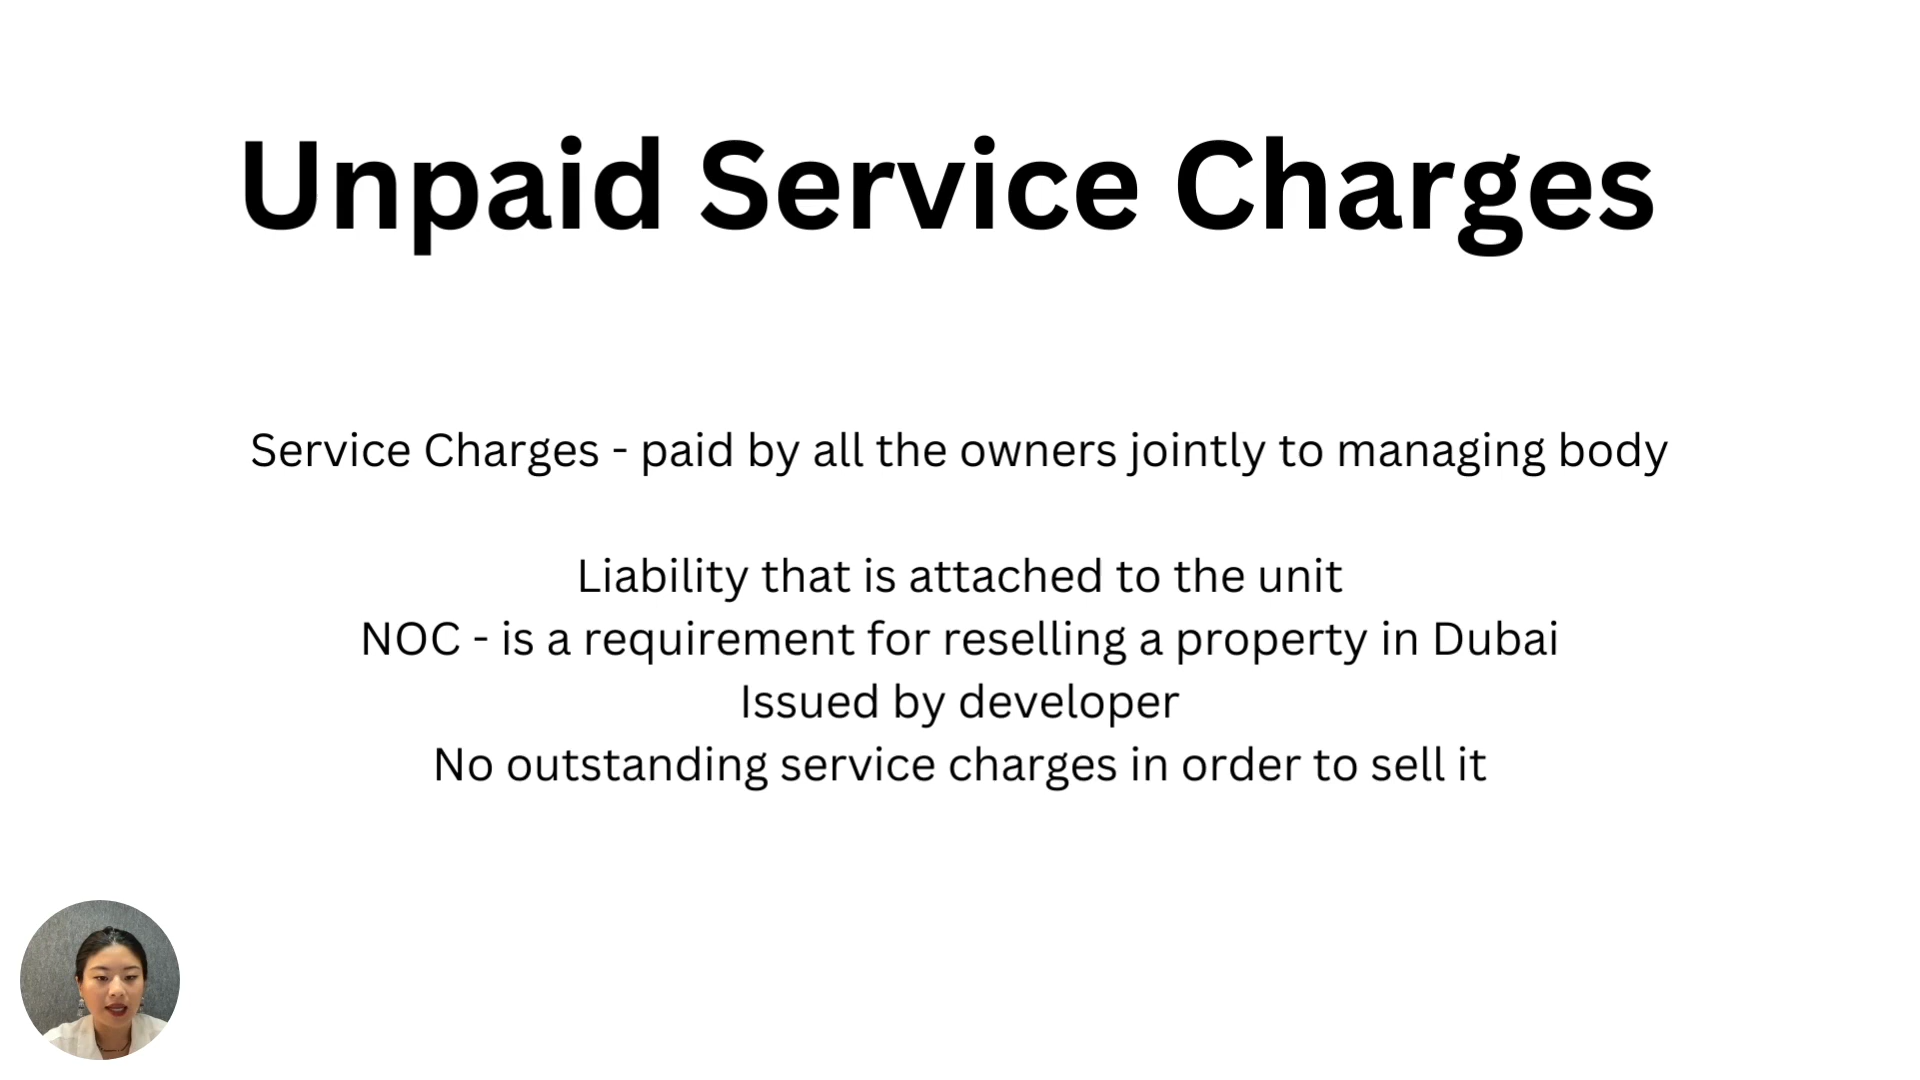 Unpaid Service Charges
Service Charges - paid by all the owners jointly to managing body
Liability that is attached to the unit
NOC - is a requirement for reselling a property in Dubai
Issued by developer
No outstanding service charges in order to sell it